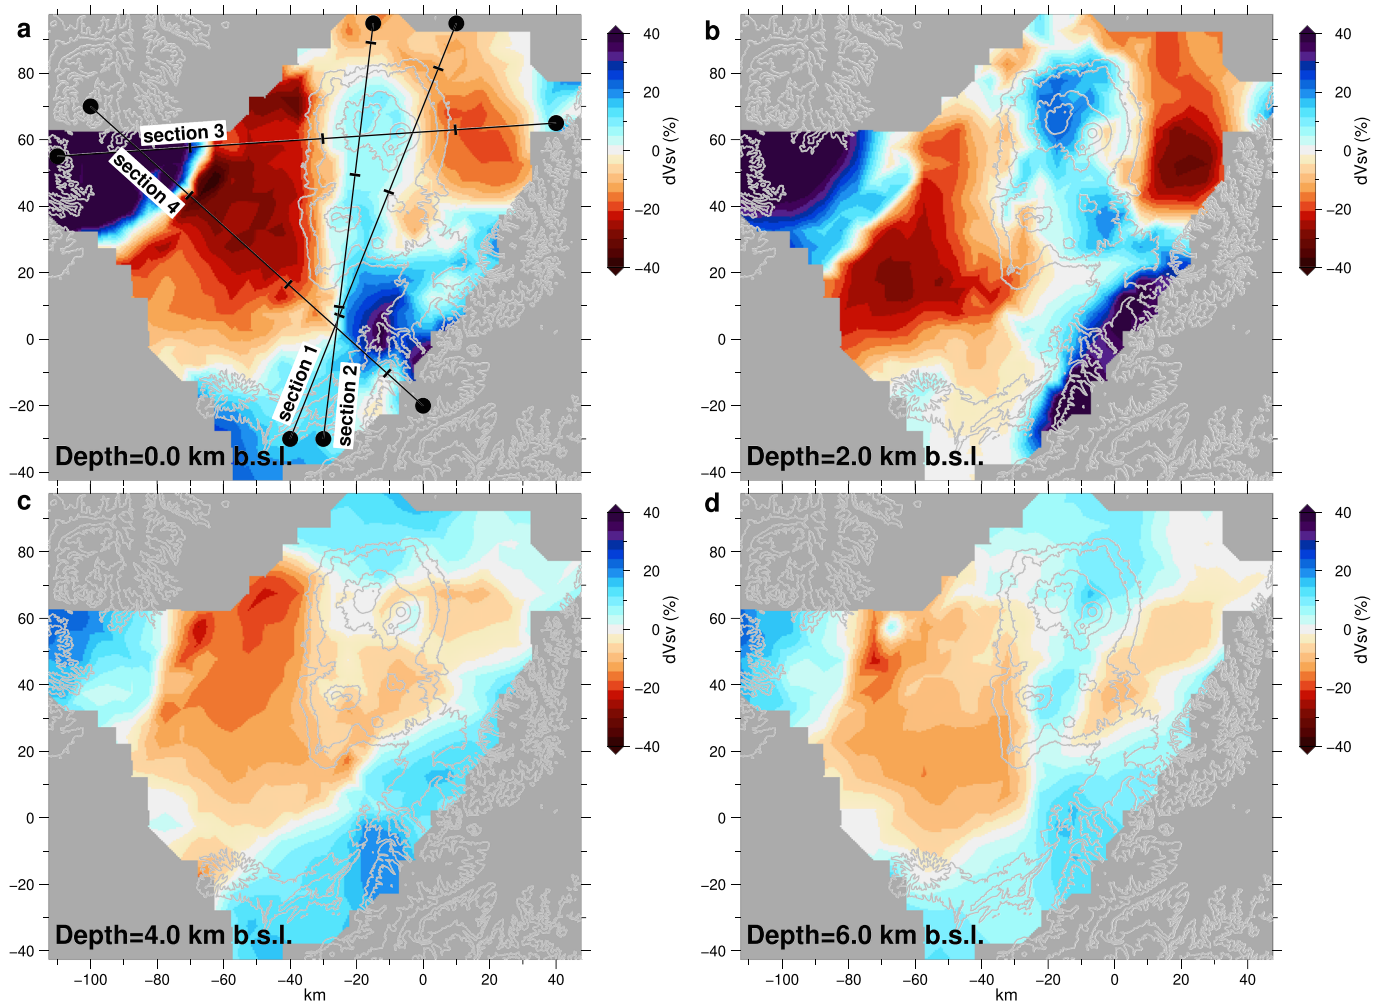 a
section 3
section 4
section 1
section 2
Depth=0.0 km b.s.l.
80
60
40
20
0
−20
−40
40
20
0
−20
−40
dVsv (%)
b
Depth=2.0 km b.s.l.
80
60
40
20
0
−20
−40
40
20
0
−20
−40
dVsv (%)
c
Depth=4.0 km b.s.l.
80
60
40
20
0
−20
−40
−100 −80 −60 −40 −20 0 20 40
km
40
20
0
−20
−40
dVsv (%)
d
Depth=6.0 km b.s.l.
80
60
40
20
0
−20
−40
−100 −80 −60 −40 −20 0 20 40
km
40
20
0
−20
−40
dVsv (%)